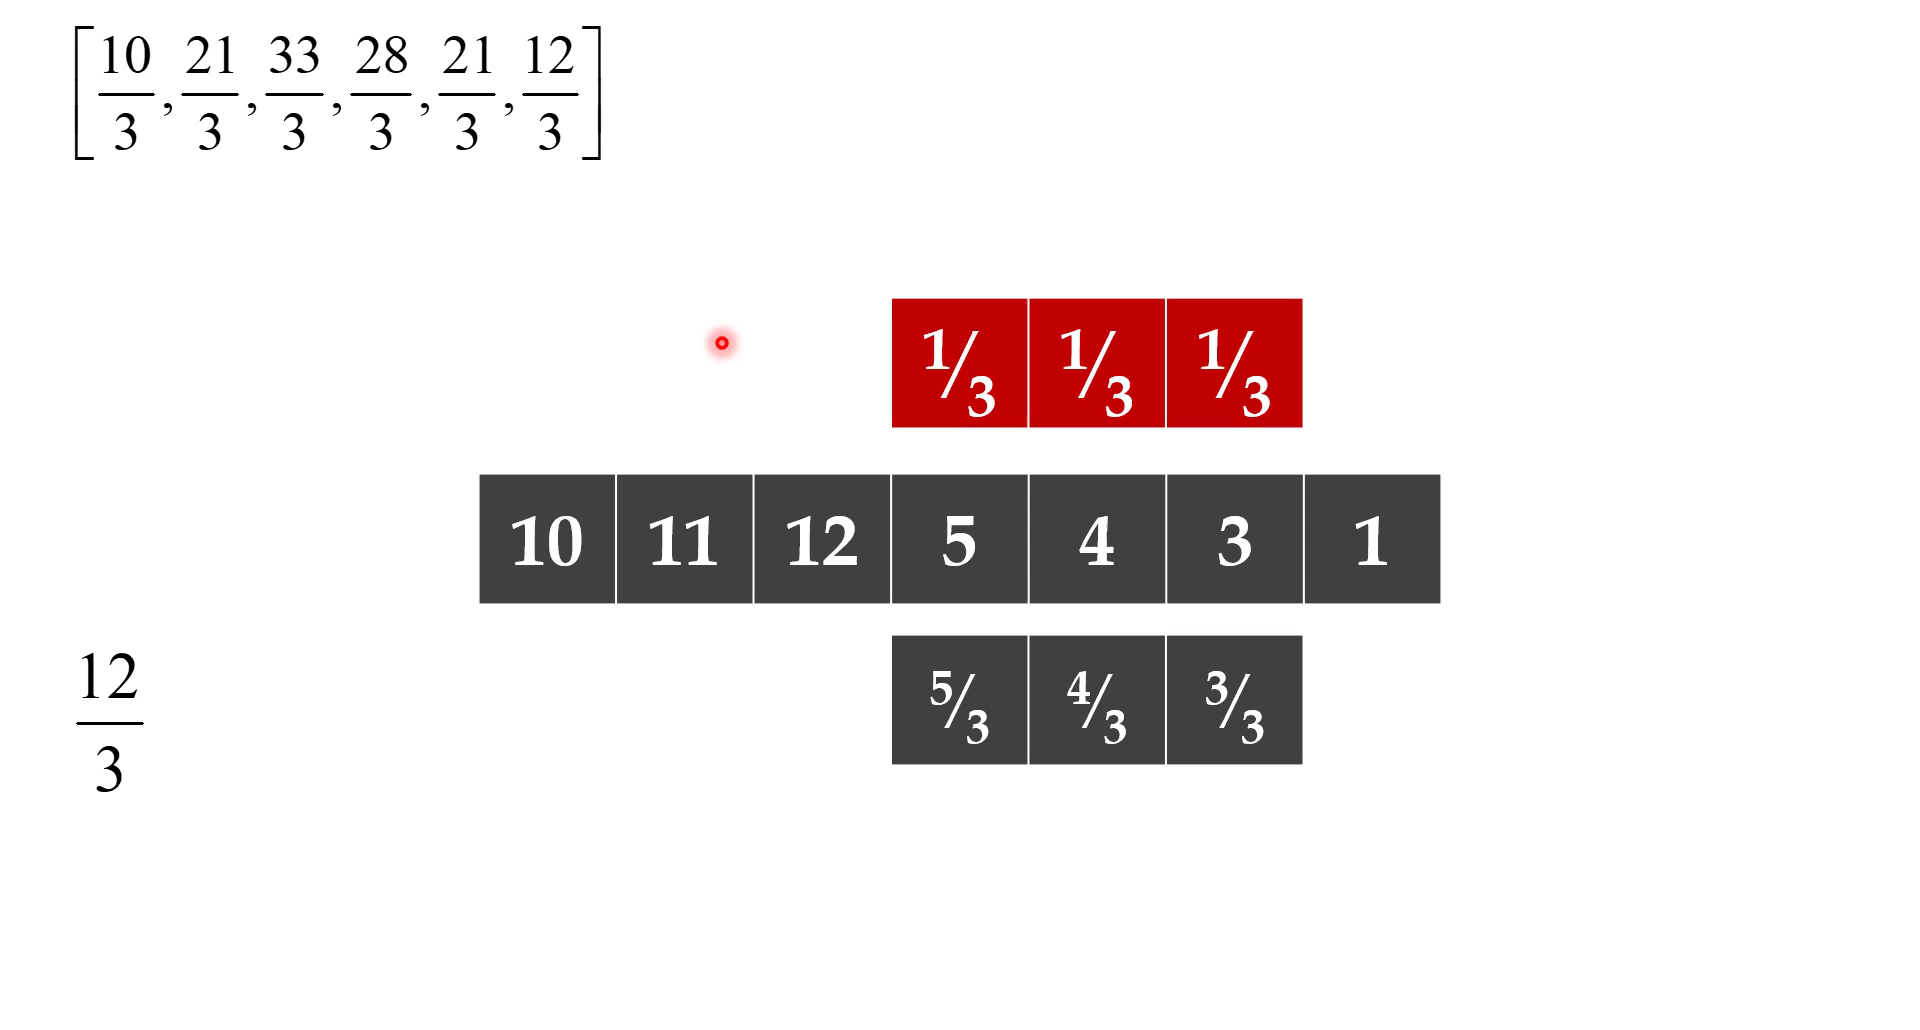 [10/3, 21/3, 33/3, 28/3, 21/3, 12/3]
1/3 1/3 1/3
10 11 12 5 4 3 1
12/3
5/3 4/3 3/3